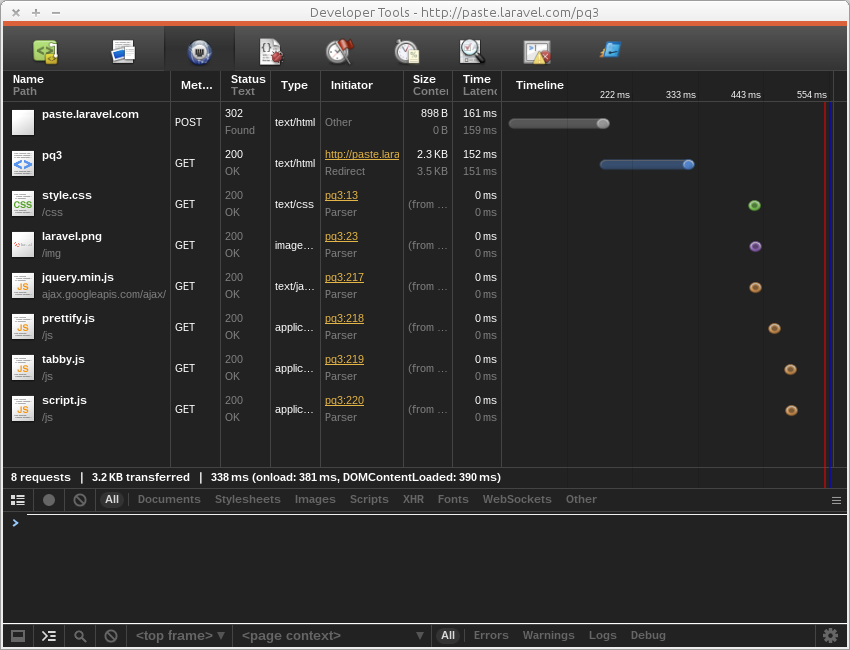 Developer Tools - http://paste.laravel.com/pq3
Name Met... Status Type Initiator Size Time Timeline
Path Text Conter Latenc 222 ms 333 ms 443 ms 554 ms
paste.laravel.com POST 302 text/html Other 898 B 161 ms
Found 0 B 159 ms
pq3 GET 200 text/html http://paste.lara 2.3 KB 152 ms
OK Redirect 3.5 KB 151 ms
style.css GET 200 text/css pq3:13 (from ... 0 ms
/css OK Parser 0 ms
laravel.png GET 200 image... pq3:23 (from ... 0 ms
/img OK Parser 0 ms
jquery.min.js GET 200 text/ja... pq3:217 (from ... 0 ms
ajax.googleapis.com/ajax/ OK Parser 0 ms
prettify.js GET 200 applic... pq3:218 (from ... 0 ms
/js OK Parser 0 ms
tabby.js GET 200 applic... pq3:219 (from ... 0 ms
/js OK Parser 0 ms
script.js GET 200 applic... pq3:220 (from ... 0 ms
/js OK Parser 0 ms
8 requests | 3.2 KB transferred | 338 ms (onload: 381 ms, DOMContentLoaded: 390 ms)
All Documents Stylesheets Images Scripts XHR Fonts WebSockets Other
>
<top frame> ▼ <page context> ▼ All Errors Warnings Logs Debug